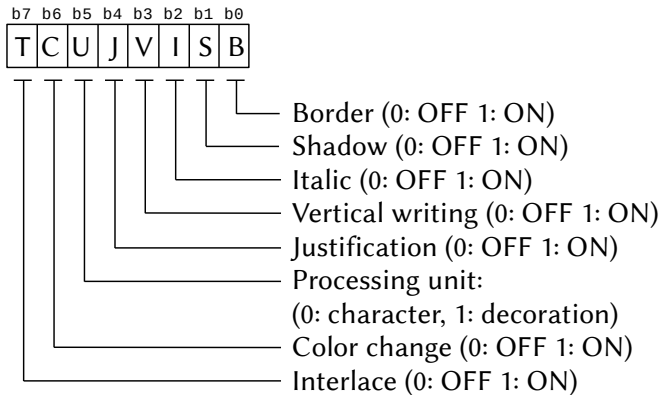 b7 b6 b5 b4 b3 b2 b1 b0
T C U J V I S B
Border (0: OFF 1: ON)
Shadow (0: OFF 1: ON)
Italic (0: OFF 1: ON)
Vertical writing (0: OFF 1: ON)
Justification (0: OFF 1: ON)
Processing unit:
(0: character, 1: decoration)
Color change (0: OFF 1: ON)
Interlace (0: OFF 1: ON)